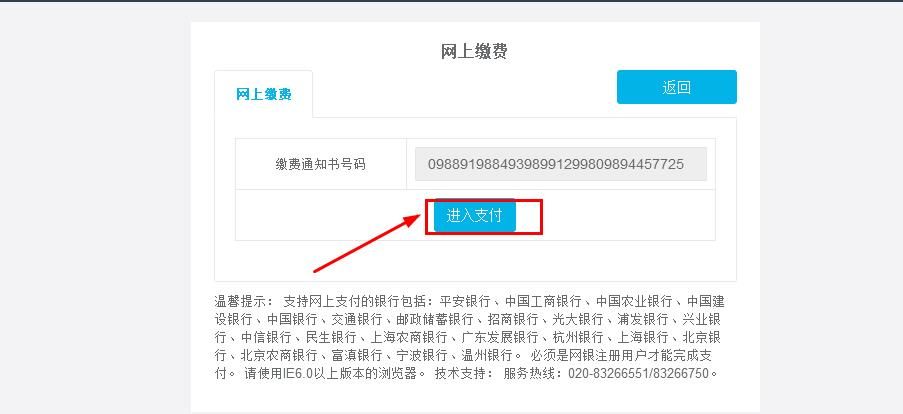 网上缴费
网上缴费
返回
缴费通知书号码
09889198849398991299809894457725
进入支付
温馨提示： 支持网上支付的银行包括：平安银行、中国工商银行、中国农业银行、中国建
设银行、中国银行、交通银行、邮政储蓄银行、招商银行、光大银行、浦发银行、兴业银
行、中信银行、民生银行、上海农商银行、广东发展银行、杭州银行、上海银行、北京银
行、北京农商银行、富滇银行、宁波银行、温州银行。 必须是网银注册用户才能完成支
付。 请使用IE6.0以上版本的浏览器。 技术支持： 服务热线：020-83266551/83266750。